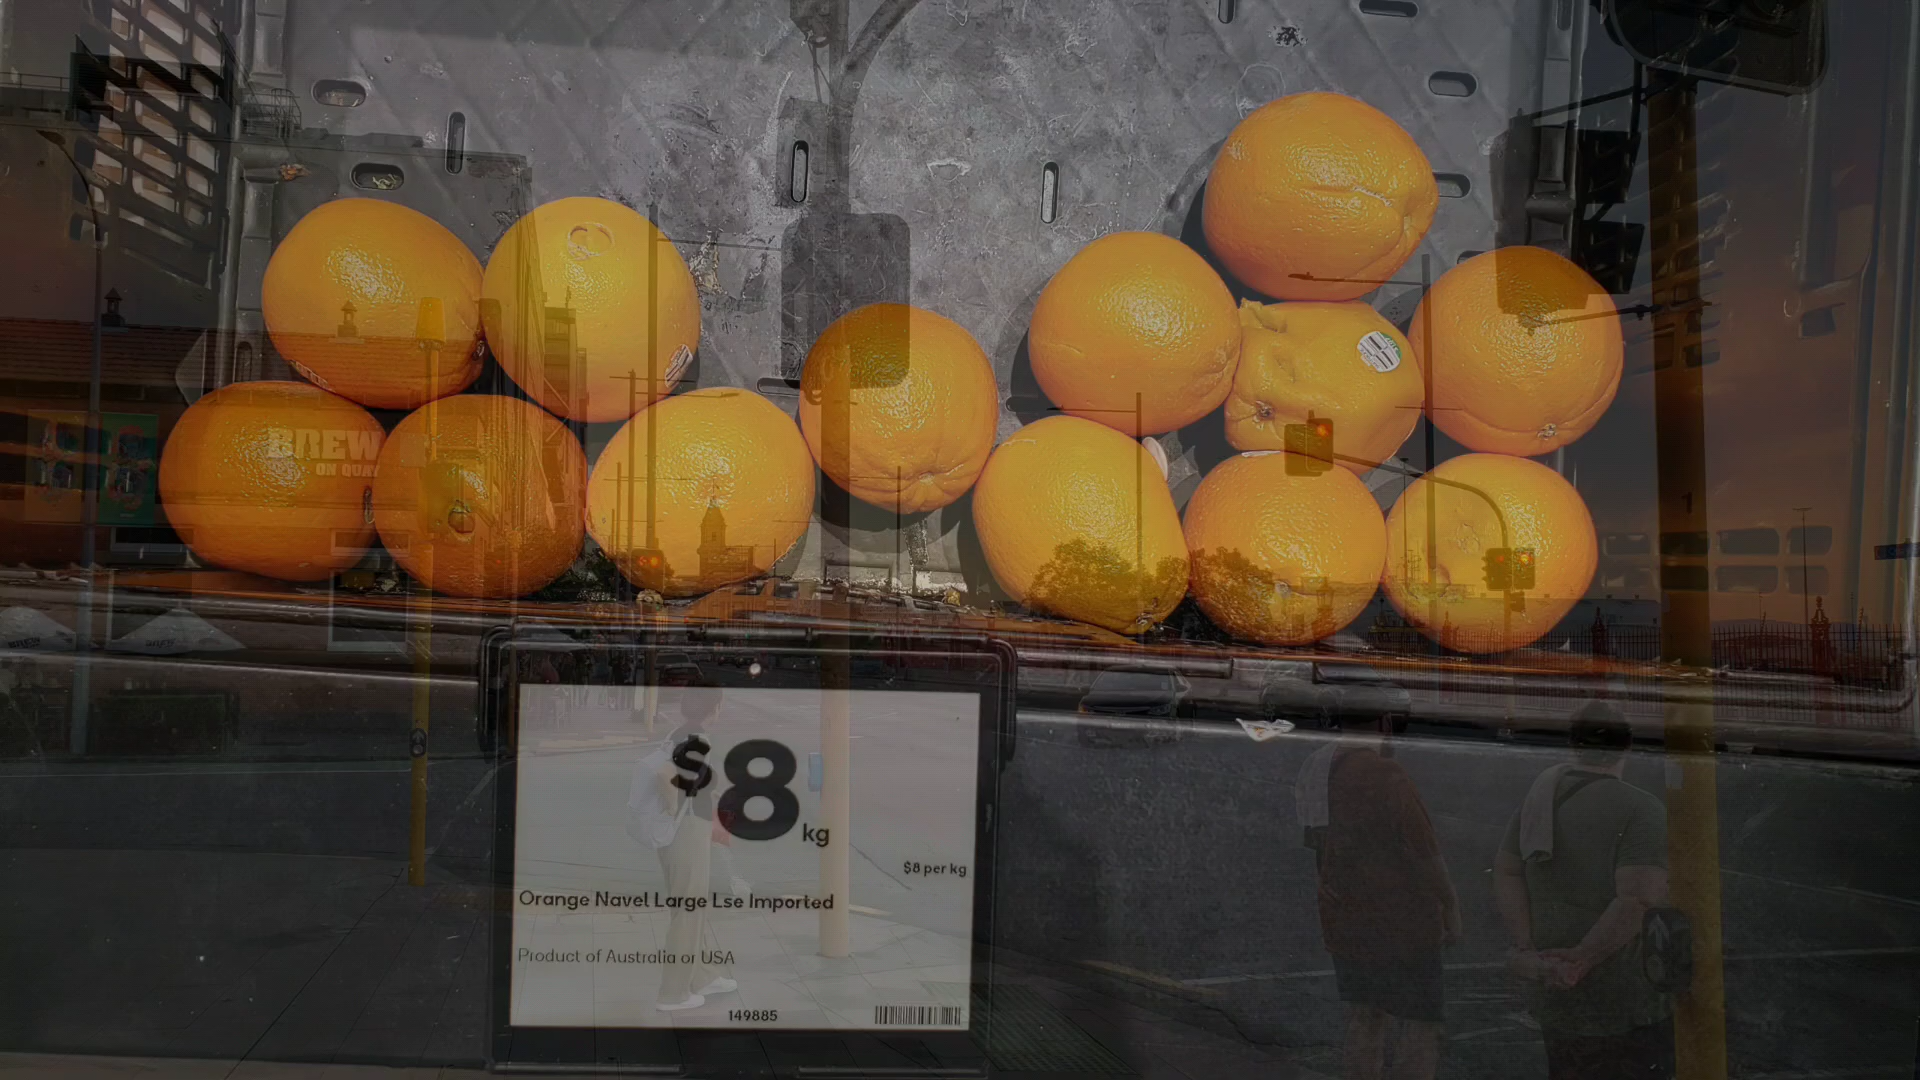 BREW
ON QUAY
$8
kg
$8 per kg
Orange Navel Large Lse Imported
Product of Australia or USA
149885